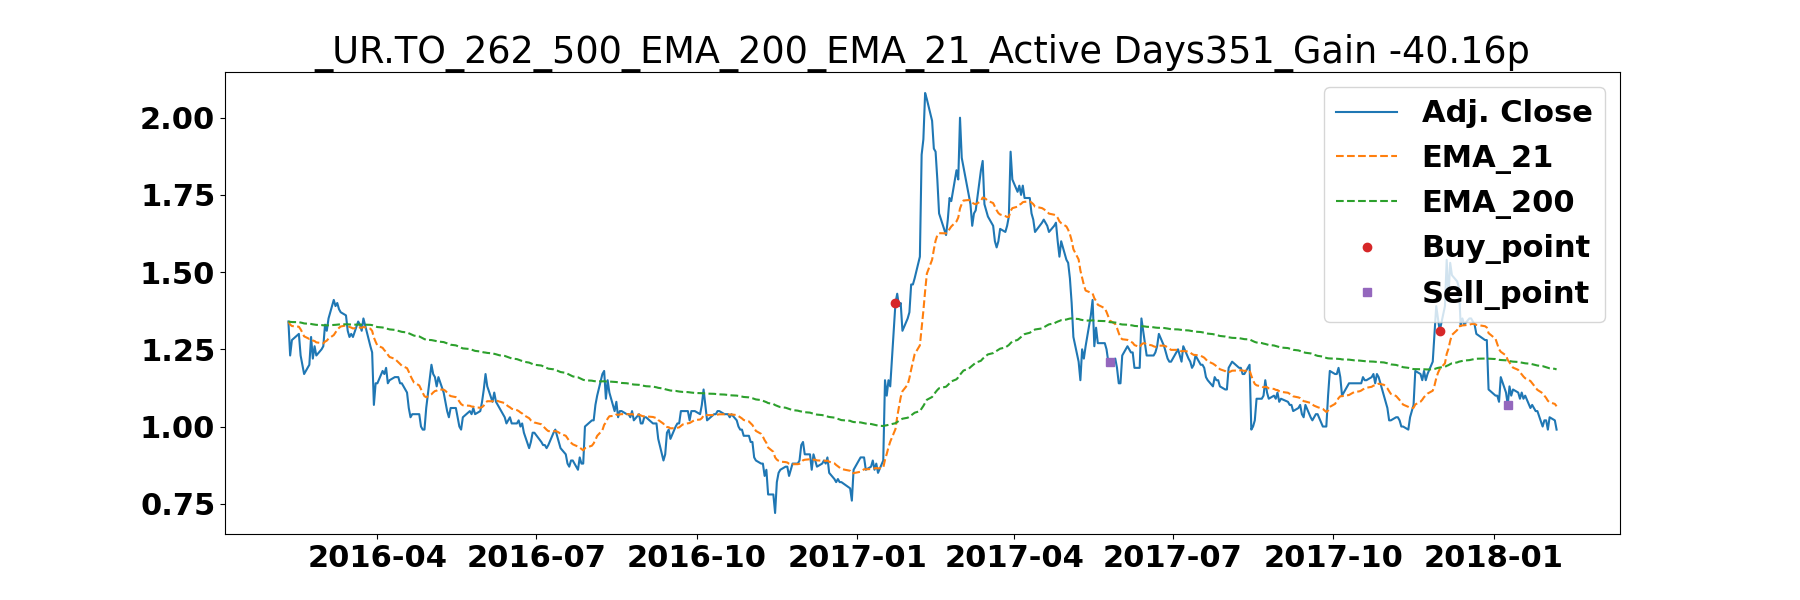 _UR.TO_262_500_EMA_200_EMA_21_Active Days351_Gain -40.16p
2.00
1.75
1.50
1.25
1.00
0.75
Adj. Close
EMA_21
EMA_200
Buy_point
Sell_point
2016-04 2016-07 2016-10 2017-01 2017-04 2017-07 2017-10 2018-01